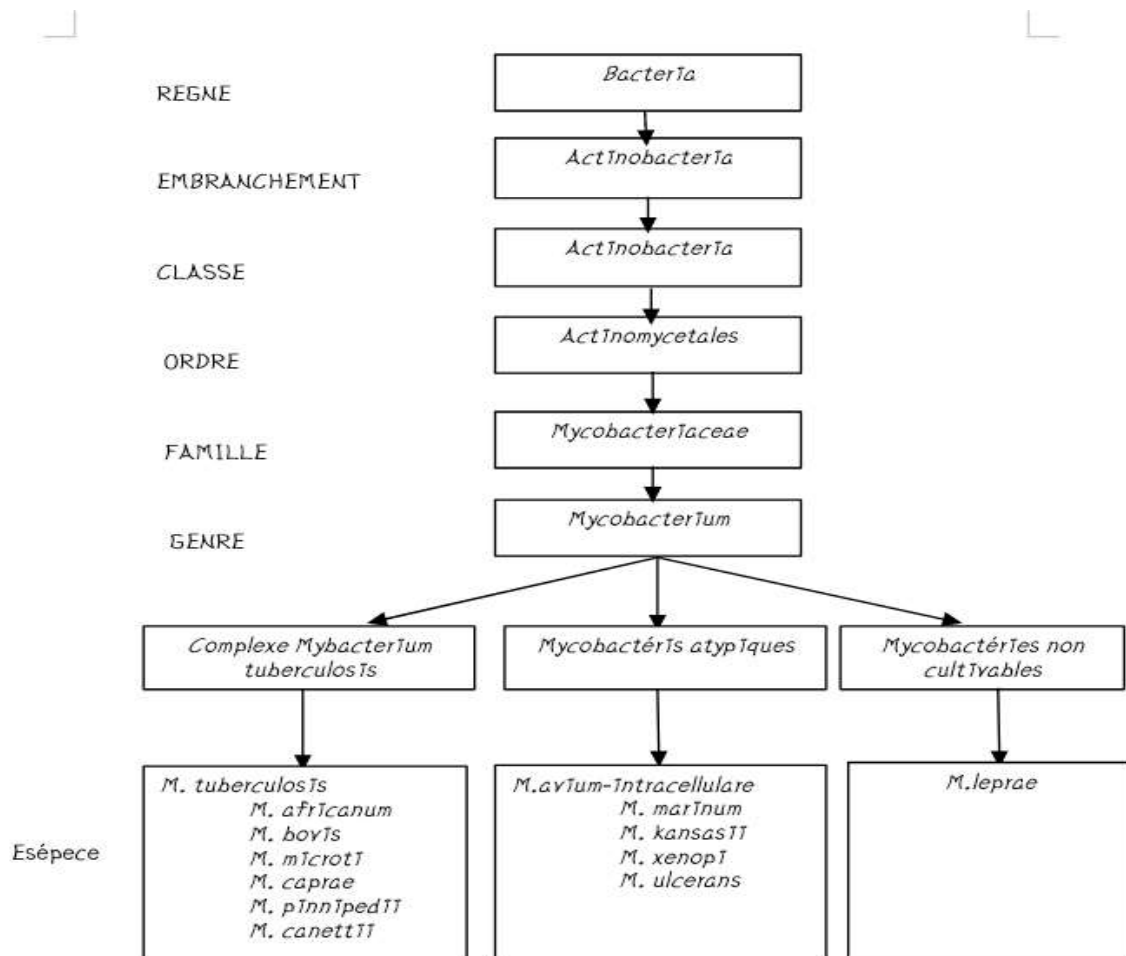 REGNE
Bacteria
EMBRANCHEMENT
Actinobacteria
CLASSE
Actinobacteria
ORDRE
Actinomycetales
FAMILLE
Mycobacteriaceae
GENRE
Mycobacterium
Complexe Mybacterium
tuberculosis
Mycobactéris atypiques
Mycobactéries non
cultivables
Esépece
M. tuberculosis
M. africanum
M. bovis
M. microti
M. caprae
M. pinnipedii
M. canettii
M.avium-intracellulare
M. marinum
M. kansasii
M. xenopi
M. ulcerans
M.leprae